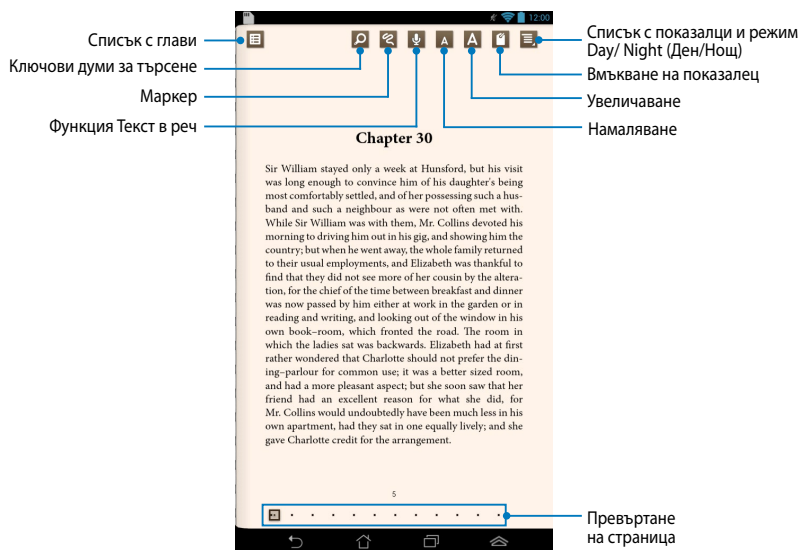 12:00
Списък с глави
Ключови думи за търсене
Маркер
Функция Текст в реч
A
A
Списък с показалци и режим
Day/ Night (Ден/Нощ)
Вмъкване на показалец
Увеличаване
Намаляване
Chapter 30
Sir William stayed only a week at Hunsford, but his visit
was long enough to convince him of his daughter's being
most comfortably settled, and of her possessing such a hus-
band and such a neighbour as were not often met with.
While Sir William was with them, Mr. Collins devoted his
morning to driving him out in his gig, and showing him the
country; but when he went away, the whole family returned
to their usual employments, and Elizabeth was thankful to
find that they did not see more of her cousin by the altera-
tion, for the chief of the time between breakfast and dinner
was now passed by him either at work in the garden or in
reading and writing, and looking out of the window in his
own book–room, which fronted the road. The room in
which the ladies sat was backwards. Elizabeth had at first
rather wondered that Charlotte should not prefer the din-
ing–parlour for common use; it was a better sized room,
and had a more pleasant aspect; but she soon saw that her
friend had an excellent reason for what she did, for
Mr. Collins would undoubtedly have been much less in his
own apartment, had they sat in one equally lively; and she
gave Charlotte credit for the arrangement.
5
Превъртане
на страница